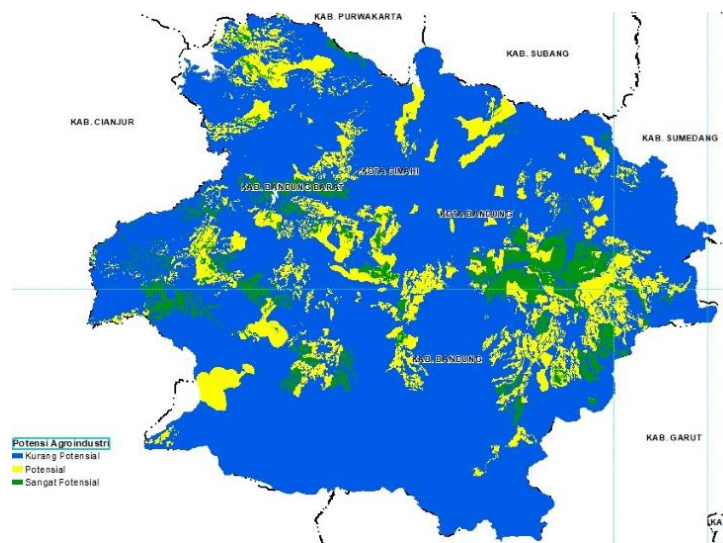 KAB. PURWAKARTA
KAB. SUBANG
KAB. CIANJUR
KAB. SUMEDANG
KOTA CIMAHI
KAB. BANDUNG BARAT
KOTA BANDUNG
KAB. BANDUNG
KAB. GARUT
Potensi Agroindustri
Kurang Potensial
Potensial
Sangat Potensial
KA